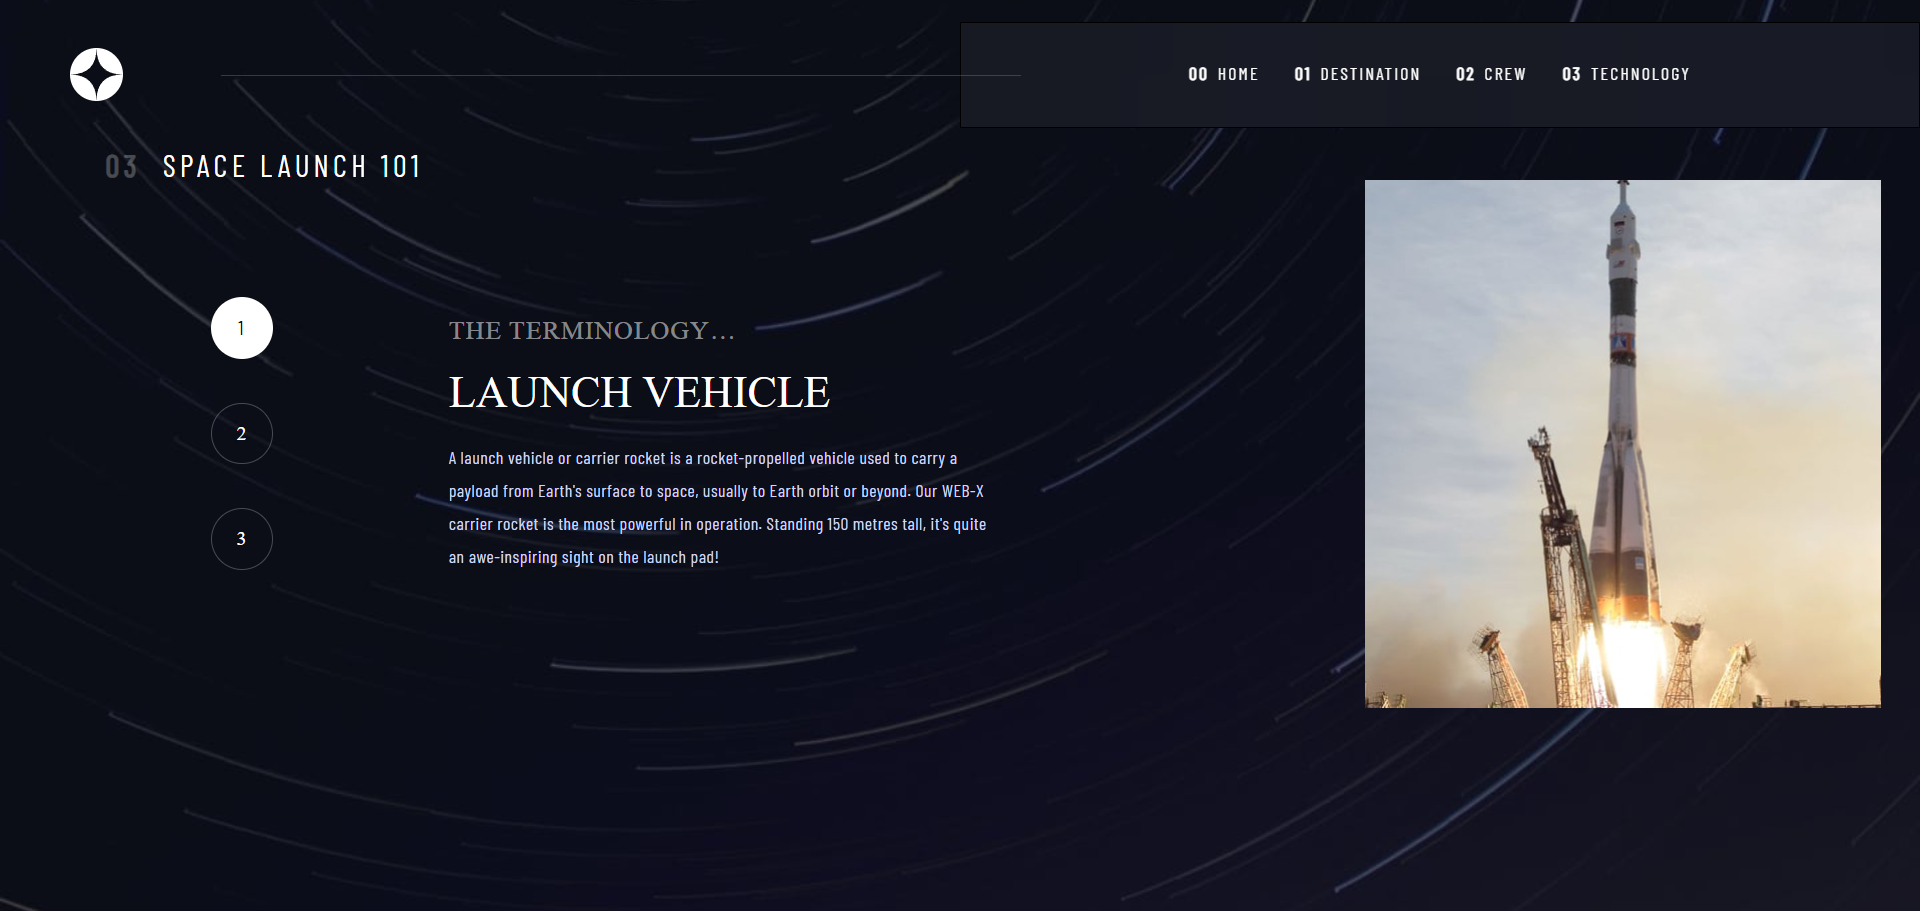 00 HOME 01 DESTINATION 02 CREW 03 TECHNOLOGY
03 SPACE LAUNCH 101
1
2
3
THE TERMINOLOGY...
LAUNCH VEHICLE
A launch vehicle or carrier rocket is a rocket-propelled vehicle used to carry a
payload from Earth's surface to space, usually to Earth orbit or beyond. Our WEB-X
carrier rocket is the most powerful in operation. Standing 150 metres tall, it's quite
an awe-inspiring sight on the launch pad!